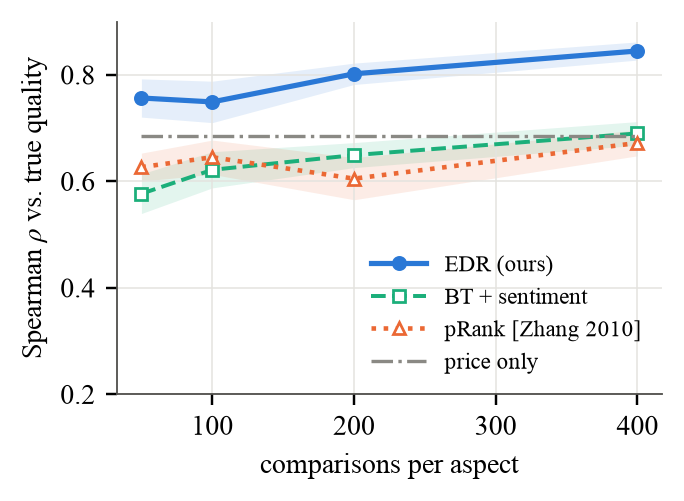 Spearman ρ vs. true quality
0.8
0.6
0.4
0.2
100
200
300
400
comparisons per aspect
EDR (ours)
BT + sentiment
pRank [Zhang 2010]
price only